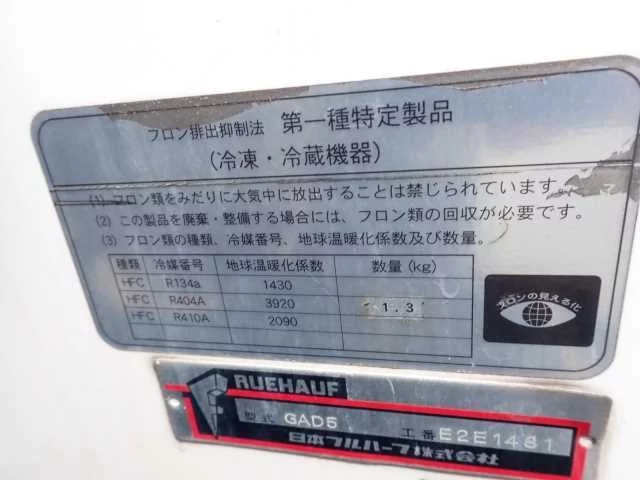 フロン排出抑制法 第一種特定製品
(冷凍・冷蔵機器)
(1) フロン類をみだりに大気中に放出することは禁じられています。
(2) この製品を廃棄・整備する場合には、フロン類の回収が必要です。
(3) フロン類の種類、冷媒番号、地球温暖化係数及び数量。
種類 冷媒番号 地球温暖化係数 数量(kg)
HFC R134a 1430
HFC R404A 3920 1.3
HFC R410A 2090
フロンの見える化
RUEHAUF
型式 GAD5 工番 E2E1481
日本フルハーフ株式会社